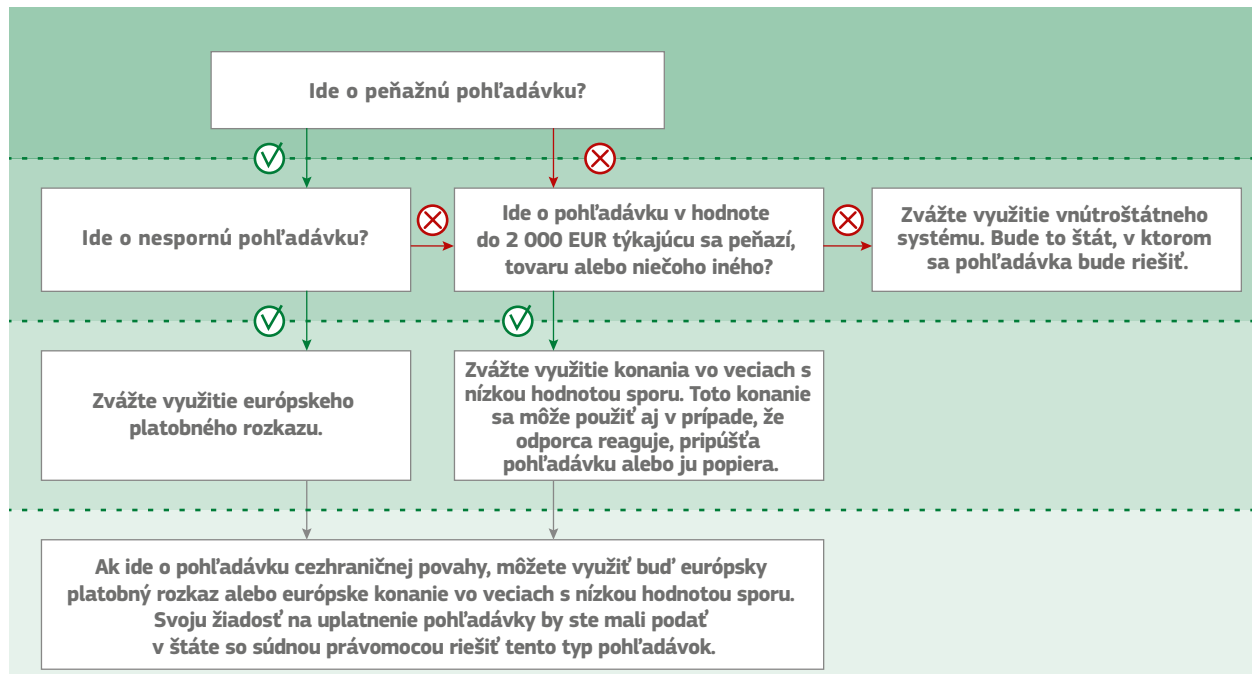 Ide o peňažnú pohľadávku?
Ide o nespornú pohľadávku?
Ide o pohľadávku v hodnote
do 2 000 EUR týkajúcu sa peňazí,
tovaru alebo niečoho iného?
Zvážte využitie vnútroštátneho
systému. Bude to štát, v ktorom
sa pohľadávka bude riešiť.
Zvážte využitie európskeho
platobného rozkazu.
Zvážte využitie konania vo veciach s
nízkou hodnotou sporu. Toto konanie
sa môže použiť aj v prípade, že
odporca reaguje, pripúšťa
pohľadávku alebo ju popiera.
Ak ide o pohľadávku cezhraničnej povahy, môžete využiť buď európsky
platobný rozkaz alebo európske konanie vo veciach s nízkou hodnotou sporu.
Svoju žiadosť na uplatnenie pohľadávky by ste mali podať
v štáte so súdnou právomocou riešiť tento typ pohľadávok.